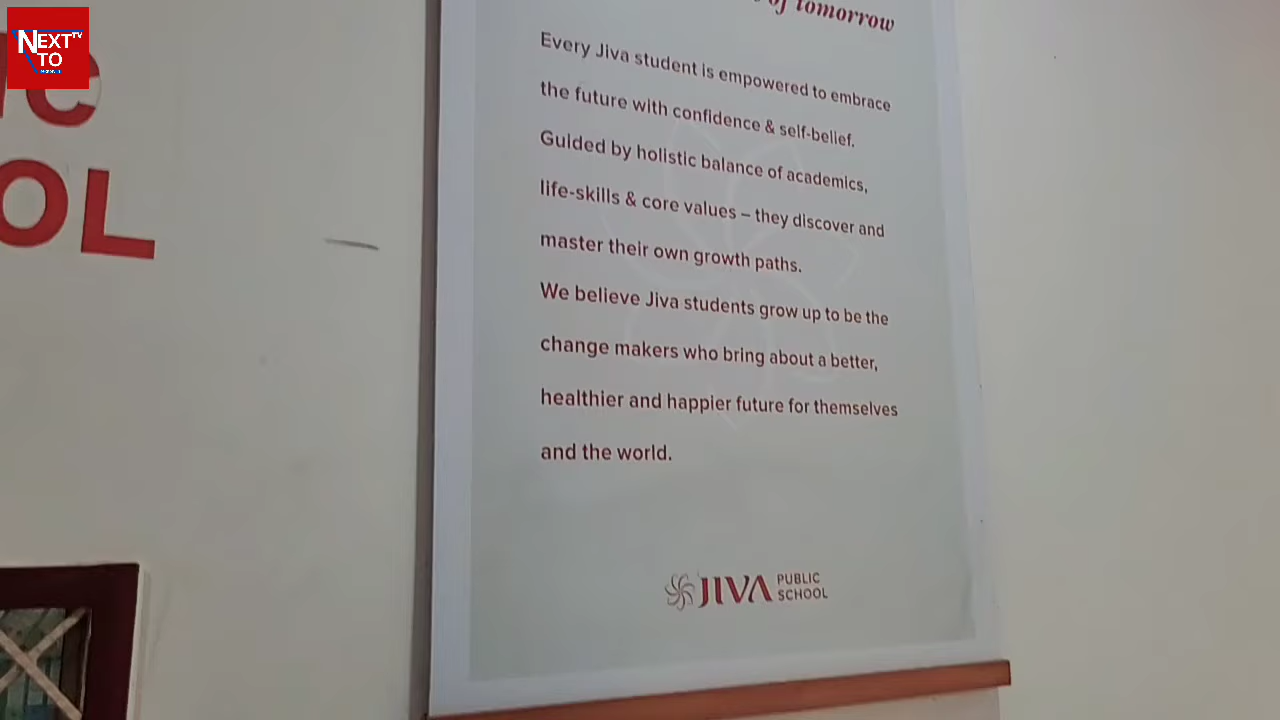 NEXT TV
TO
IC
OOL
of tomorrow
Every Jiva student is empowered to embrace
the future with confidence & self-belief.
Guided by holistic balance of academics,
life-skills & core values – they discover and
master their own growth paths.
We believe Jiva students grow up to be the
change makers who bring about a better,
healthier and happier future for themselves
and the world.
JIVA PUBLIC
SCHOOL